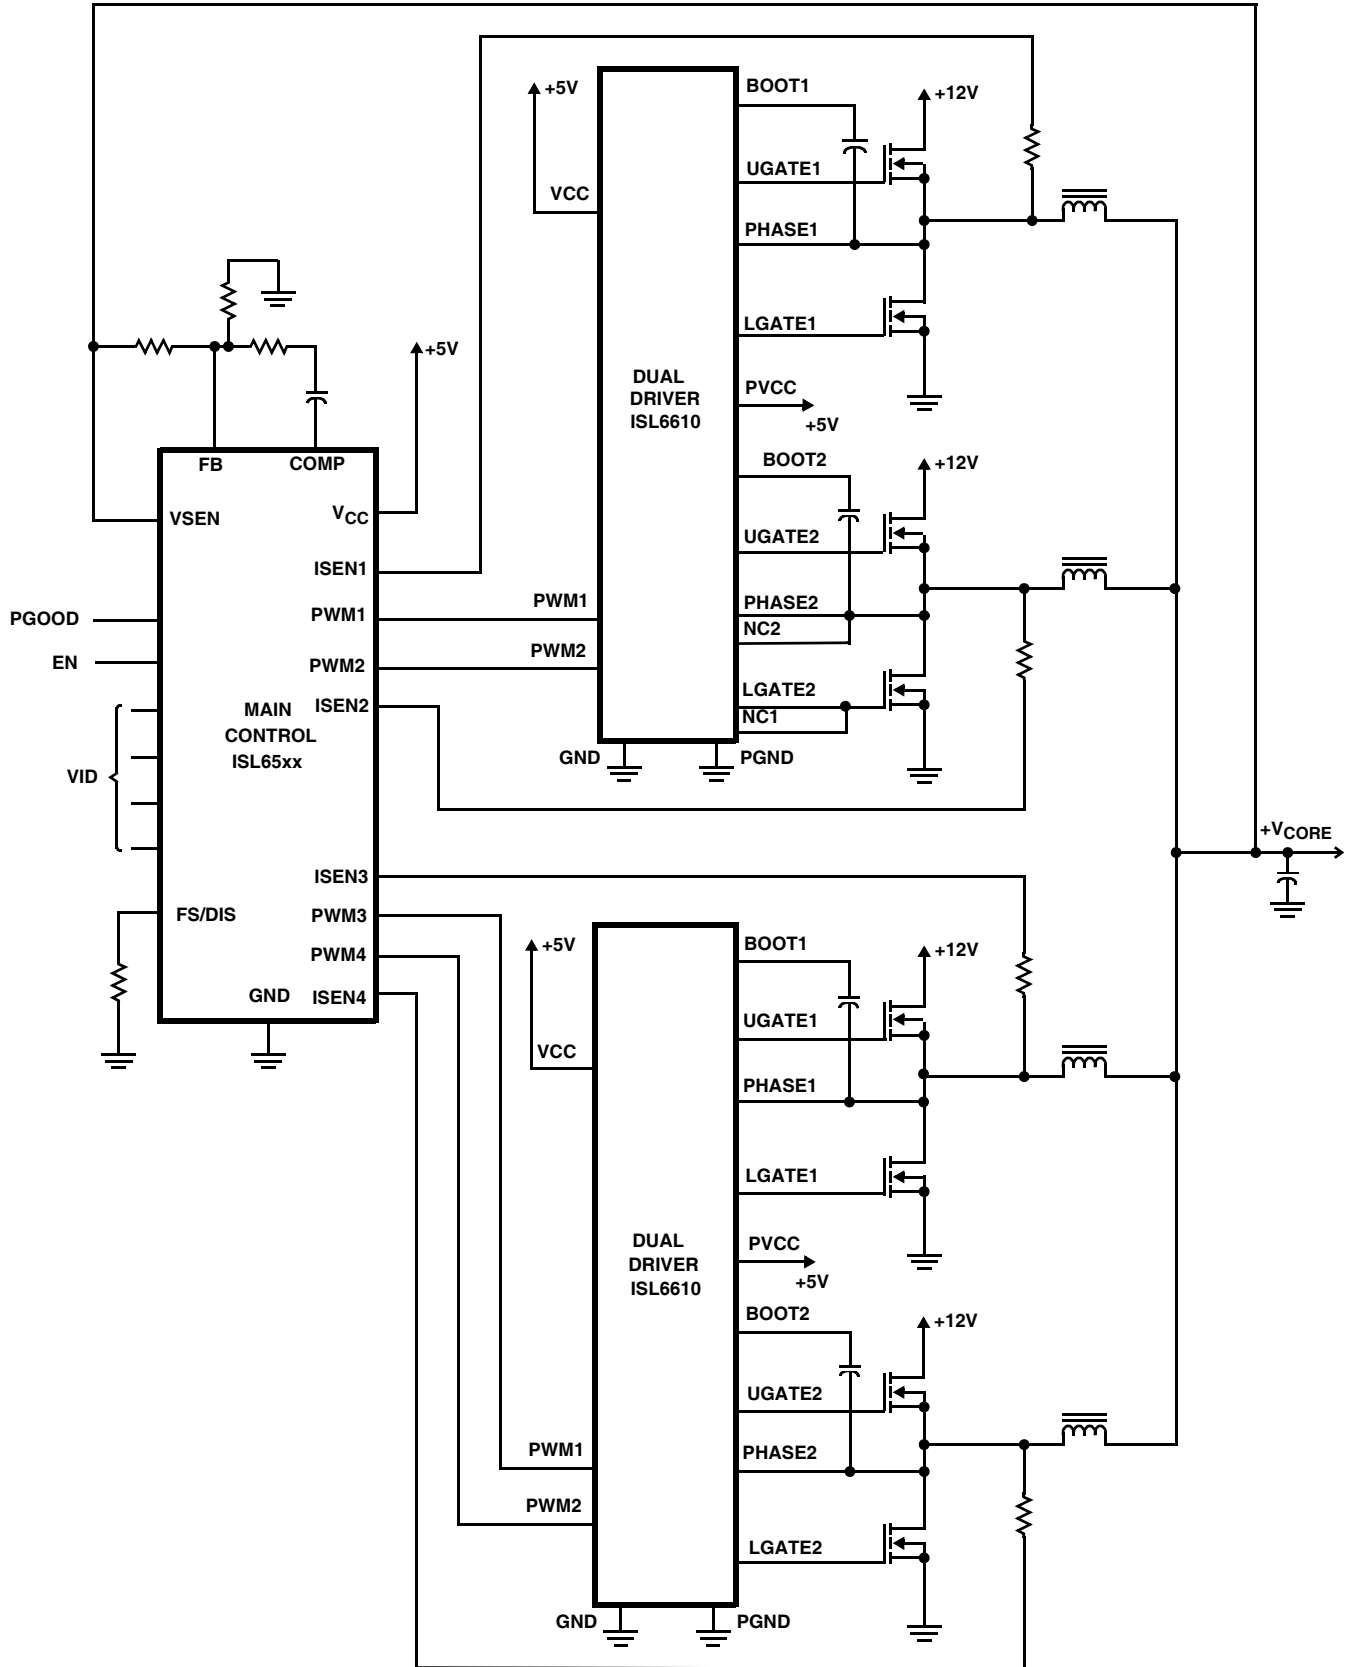 +5V
BOOT1
+12V
UGATE1
VCC
PHASE1
LGATE1
+5V
DUAL
DRIVER
ISL6610
PVCC
+5V
BOOT2
+12V
FB
COMP
VSEN
VCC
UGATE2
ISEN1
PWM1
PHASE2
PGOOD
PWM1
NC2
EN
PWM2
PWM2
LGATE2
ISEN2
NC1
MAIN
CONTROL
ISL65xx
GND
PGND
VID
+VCORE
ISEN3
FS/DIS
PWM3
PWM4
GND
ISEN4
+5V
BOOT1
+12V
UGATE1
VCC
PHASE1
LGATE1
DUAL
DRIVER
ISL6610
PVCC
+5V
BOOT2
+12V
UGATE2
PWM1
PHASE2
PWM2
LGATE2
GND
PGND